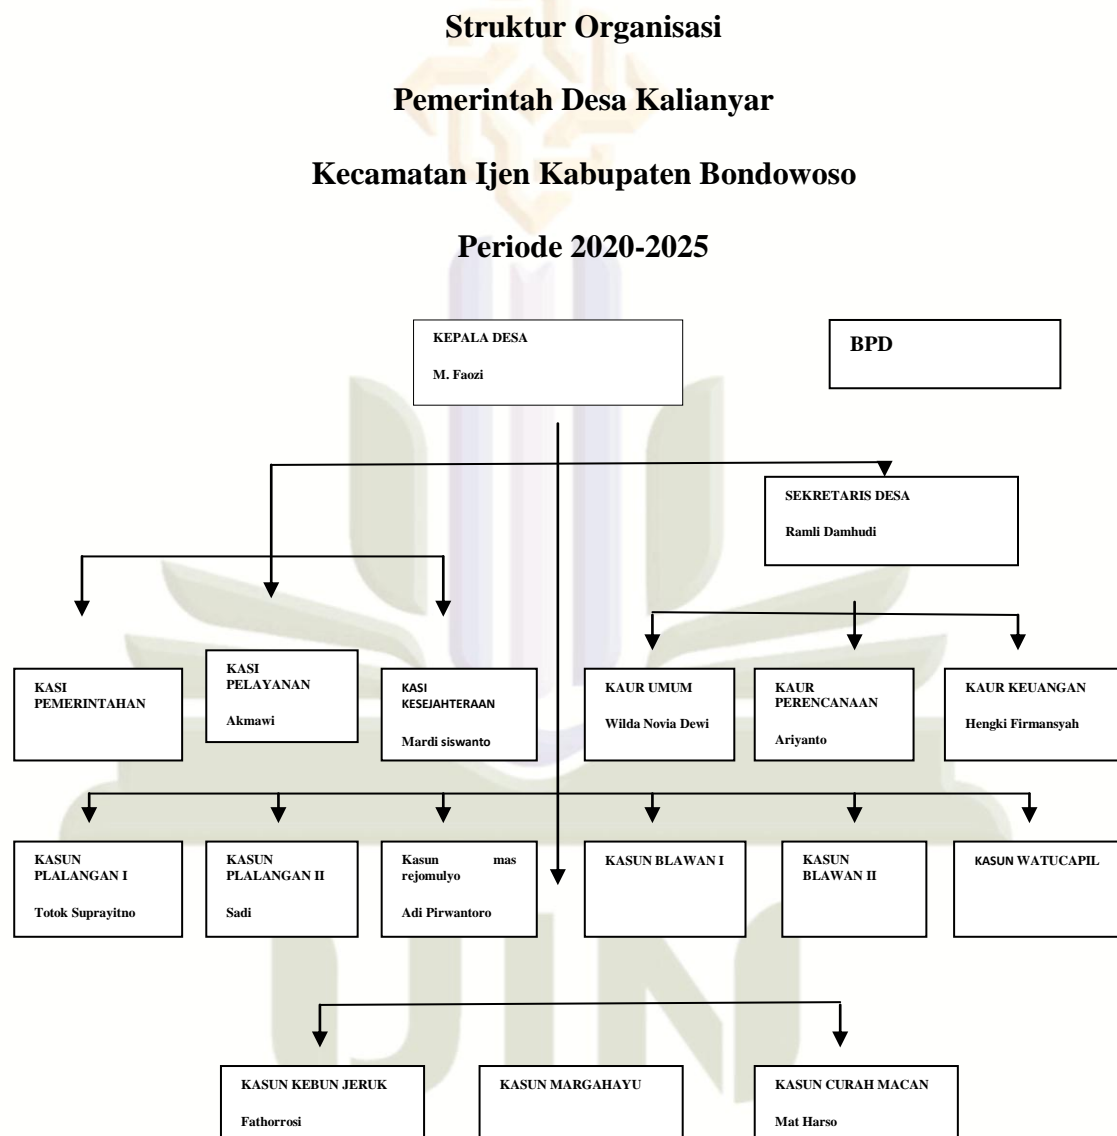 Struktur Organisasi
Pemerintah Desa Kalianyar
Kecamatan Ijen Kabupaten Bondowoso
Periode 2020-2025
KEPALA DESA
M. Faozi
BPD
SEKRETARIS DESA
Ramli Damhudi
KASI
PEMERINTAHAN
KASI
PELAYANAN
Akmawi
KASI
KESEJAHTERAAN
Mardi siswanto
KAUR UMUM
Wilda Novia Dewi
KAUR
PERENCANAAN
Ariyanto
KAUR KEUANGAN
Hengki Firmansyah
KASUN
PLALANGAN I
Totok Suprayitno
KASUN
PLALANGAN II
Sadi
Kasun mas
rejomulyo
Adi Pirwantoro
KASUN BLAWAN I
KASUN
BLAWAN II
KASUN WATUCAPIL
KASUN KEBUN JERUK
Fathorrosi
KASUN MARGAHAYU
KASUN CURAH MACAN
Mat Harso
UIN